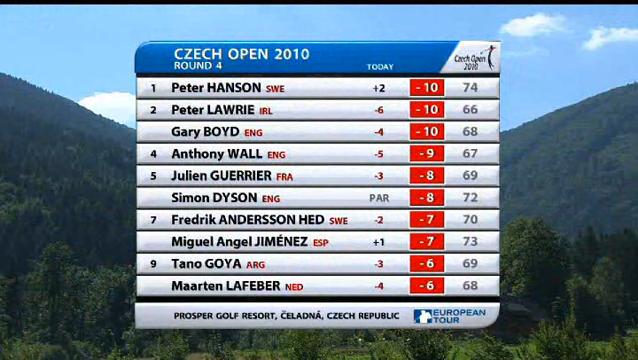 CZECH OPEN 2010
ROUND 4
TODAY
Czech Open
2010
1 Peter HANSON SWE +2 - 10 74
2 Peter LAWRIE IRL -6 - 10 66
Gary BOYD ENG -4 - 10 68
4 Anthony WALL ENG -5 - 9 67
5 Julien GUERRIER FRA -3 - 8 69
Simon DYSON ENG PAR - 8 72
7 Fredrik ANDERSSON HED SWE -2 - 7 70
Miguel Angel JIMÉNEZ ESP +1 - 7 73
9 Tano GOYA ARG -3 - 6 69
Maarten LAFEBER NED -4 - 6 68
PROSPER GOLF RESORT, ČELADNÁ, CZECH REPUBLIC
EUROPEAN
TOUR